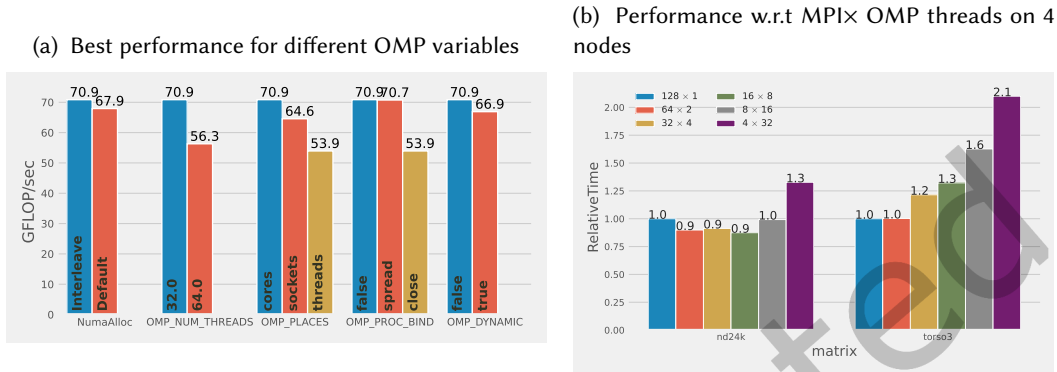 (a) Best performance for different OMP variables
70.9 67.9 70.9 56.3 70.9 64.6 53.9 70.9 70.7 53.9 70.9 66.9
GFLOP/sec
70
60
50
40
30
20
10
0
Interleave Default 32.0 64.0 cores sockets threads false spread close false true
NumaAlloc OMP_NUM_THREADS OMP_PLACES OMP_PROC_BIND OMP_DYNAMIC
(b) Performance w.r.t MPI× OMP threads on 4
nodes
128 × 1 16 × 8
64 × 2 8 × 16
32 × 4 4 × 32
RelativeTime
2.00
1.75
1.50
1.25
1.00
0.75
0.50
0.25
0.00
1.0 0.9 0.9 0.9 1.0 1.3 1.0 1.0 1.2 1.3 1.6 2.1
nd24k torso3
matrix
ted